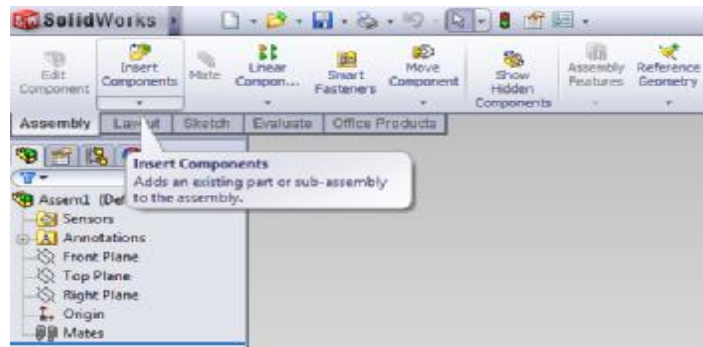 SolidWorks
Edit Component
Insert Components
Mate
Linear Compon...
Smart Fasteners
Move Component
Show Hidden Components
Assembly Features
Reference Geometry
Assembly Layout Sketch Evaluate Office Products
Insert Components
Adds an existing part or sub-assembly
to the assembly.
Assem1 (De
Sensors
Annotations
Front Plane
Top Plane
Right Plane
Origin
Mates